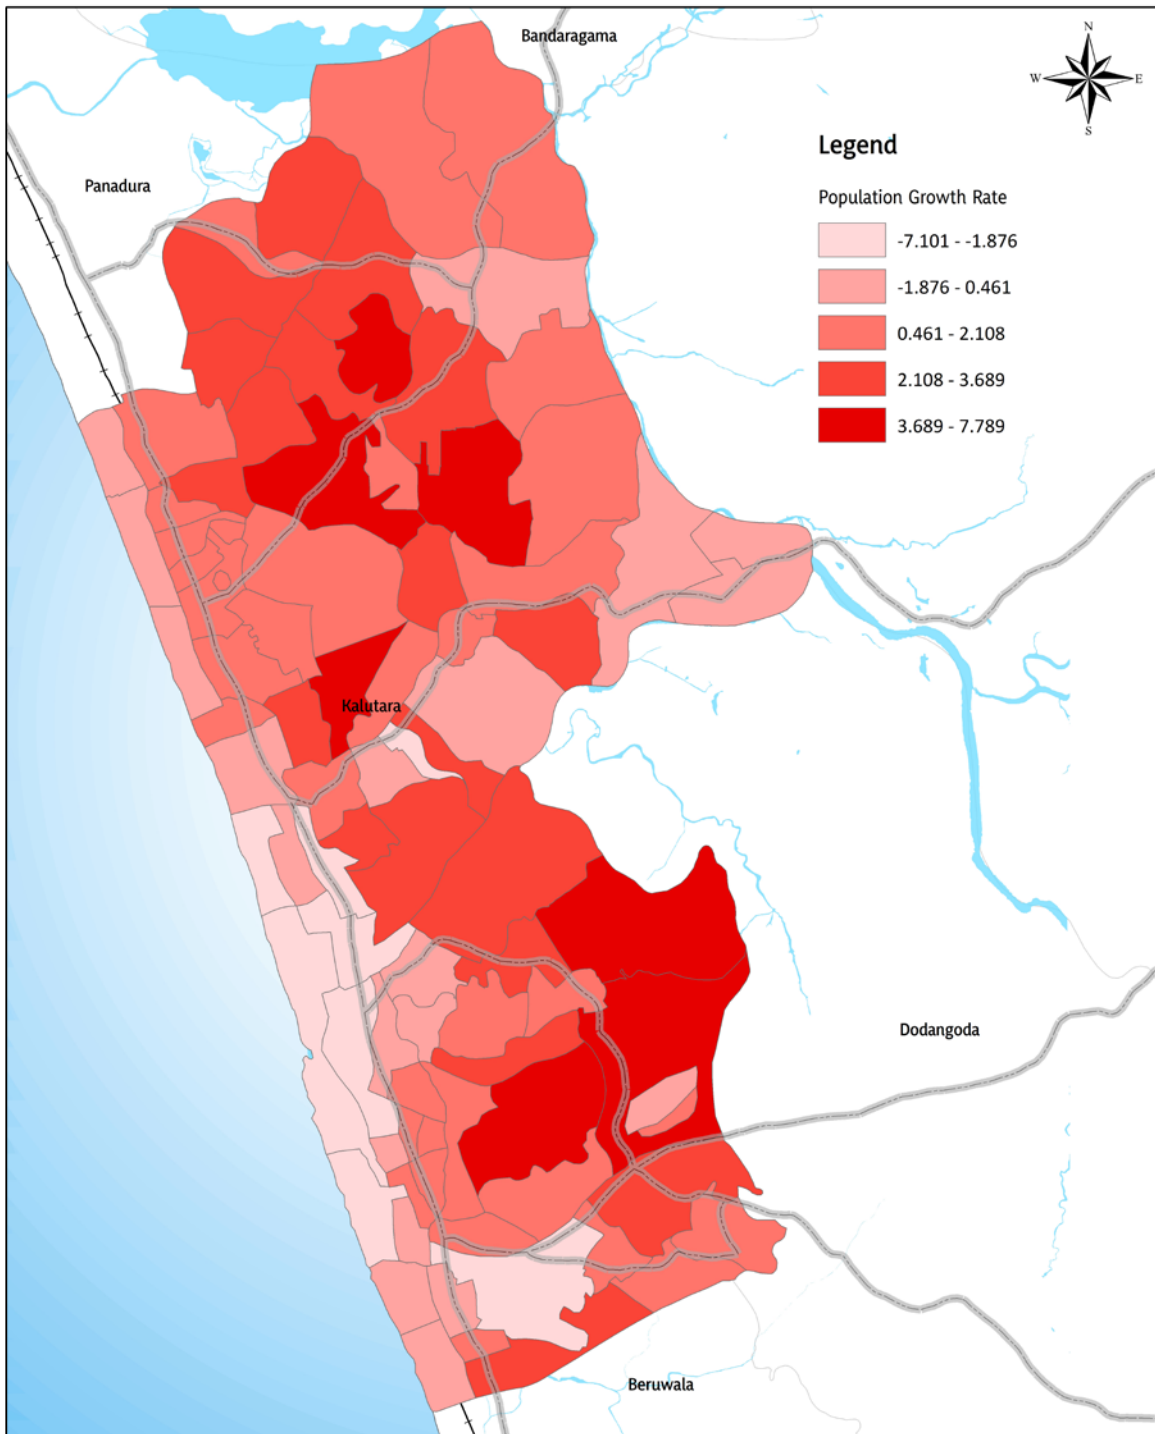 Bandaragama
N
W
E
S
Legend
Panadura
Population Growth Rate
-7.101 - -1.876
-1.876 - 0.461
0.461 - 2.108
2.108 - 3.689
3.689 - 7.789
Kalutara
Dodangoda
Beruwala